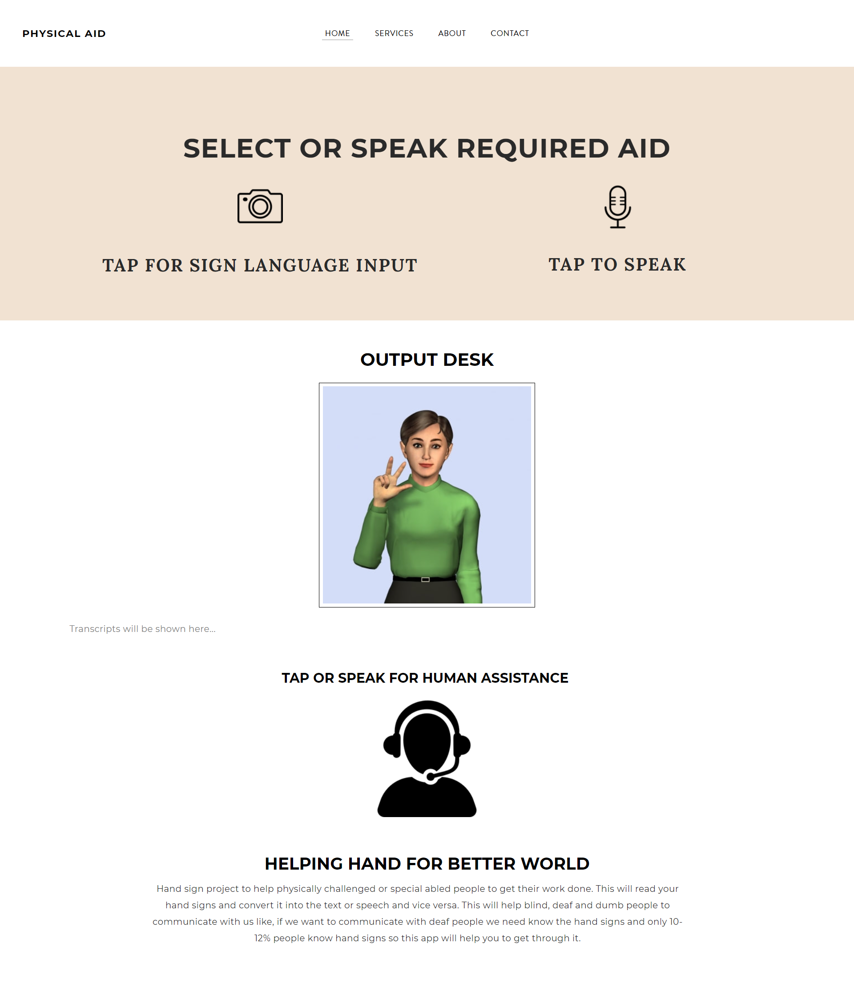 PHYSICAL AID
HOME SERVICES ABOUT CONTACT
SELECT OR SPEAK REQUIRED AID
TAP FOR SIGN LANGUAGE INPUT
TAP TO SPEAK
OUTPUT DESK
Transcripts will be shown here...
TAP OR SPEAK FOR HUMAN ASSISTANCE
HELPING HAND FOR BETTER WORLD
Hand sign project to help physically challenged or special abled people to get their work done. This will read your
hand signs and convert it into the text or speech and vice versa. This will help blind, deaf and dumb people to
communicate with us like, if we want to communicate with deaf people we need know the hand signs and only 10-
12% people know hand signs so this app will help you to get through it.